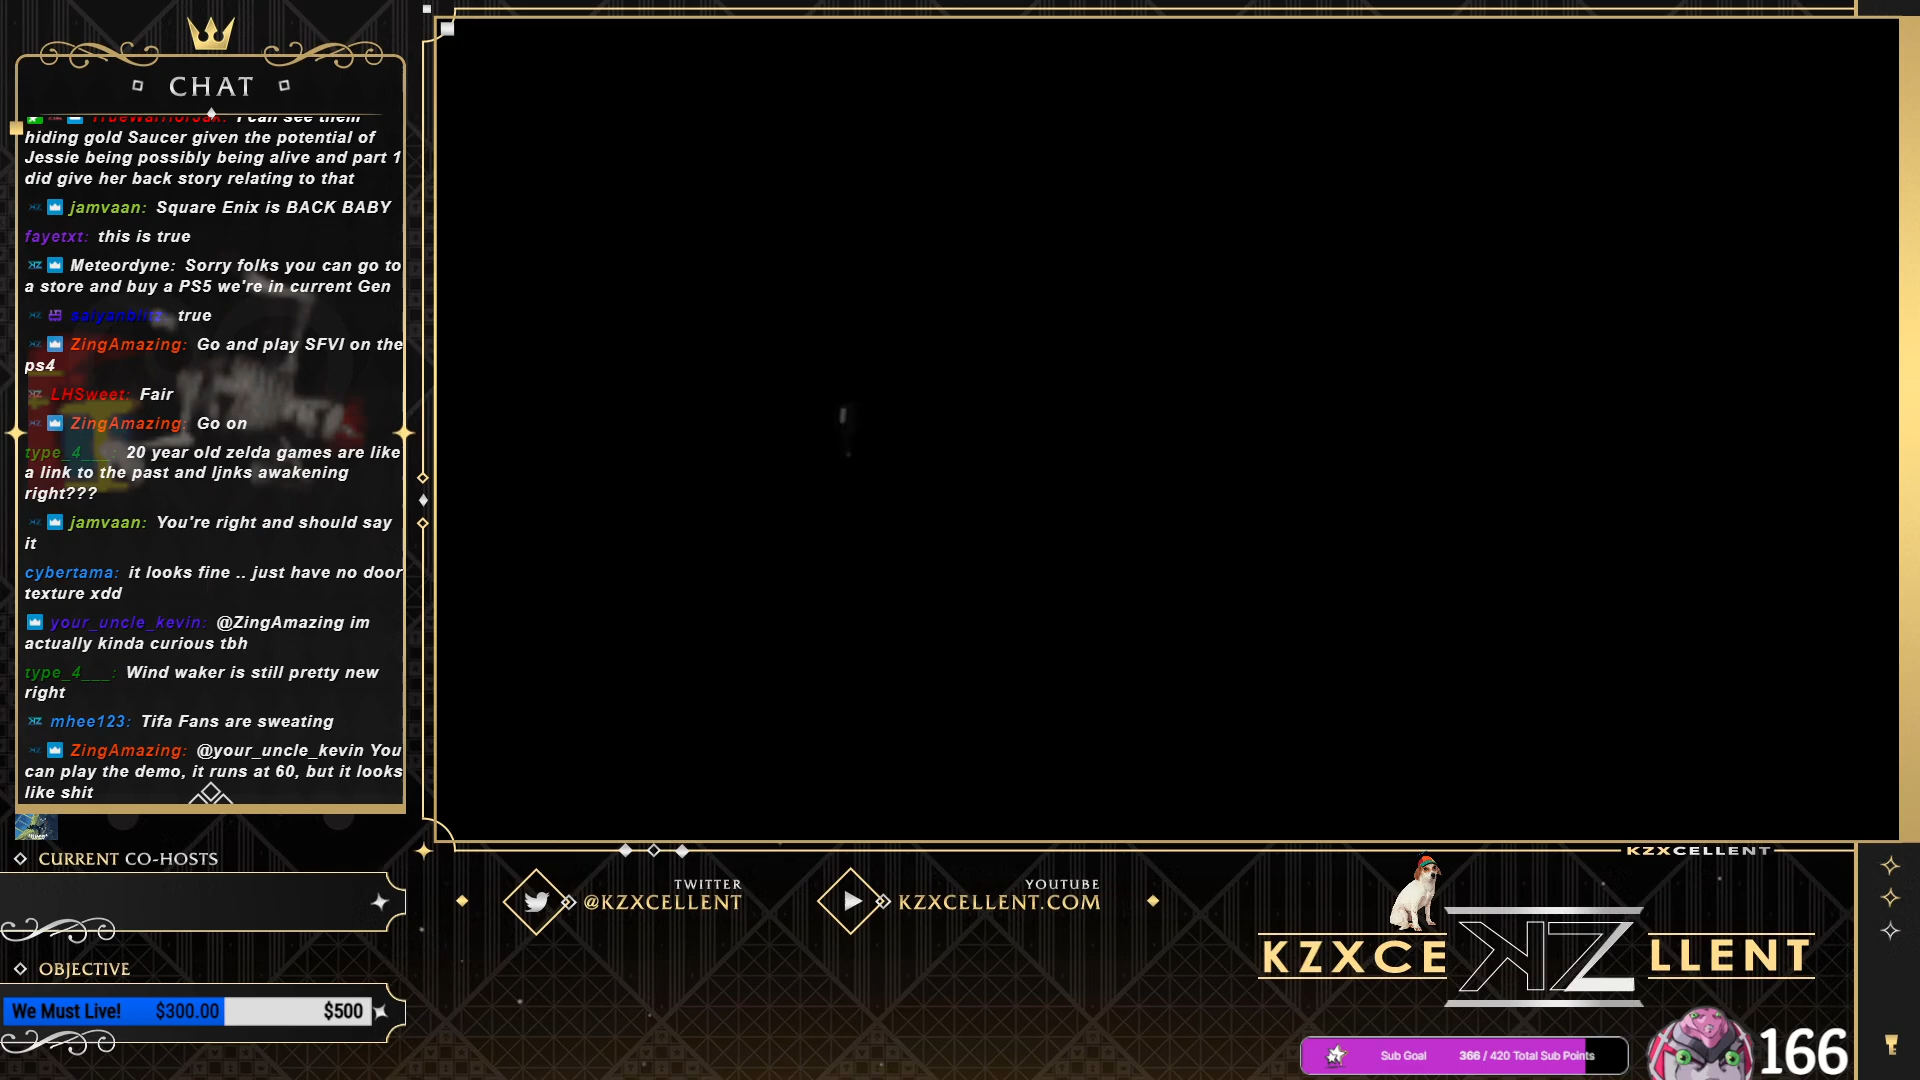 CHAT
TrueWarriorJak: I can see them
hiding gold Saucer given the potential of
Jessie being possibly being alive and part 1
did give her back story relating to that
jamvaan: Square Enix is BACK BABY
fayetxt: this is true
Meteordyne: Sorry folks you can go to
a store and buy a PS5 we're in current Gen
saiyanblitz: true
ZingAmazing: Go and play SFVI on the
ps4
LHSweet: Fair
ZingAmazing: Go on
type_4___: 20 year old zelda games are like
a link to the past and ljnks awakening
right???
jamvaan: You're right and should say
it
cybertama: it looks fine .. just have no door
texture xdd
your_uncle_kevin: @ZingAmazing im
actually kinda curious tbh
type_4___: Wind waker is still pretty new
right
mhee123: Tifa Fans are sweating
ZingAmazing: @your_uncle_kevin You
can play the demo, it runs at 60, but it looks
like shit
CURRENT CO-HOSTS
OBJECTIVE
We Must Live! $300.00 $500
TWITTER
@KZXCELLENT
YOUTUBE
KZXCELLENT.COM
KZXCELLENT
KZXCE KZ LLENT
Sub Goal 366 / 420 Total Sub Points
166